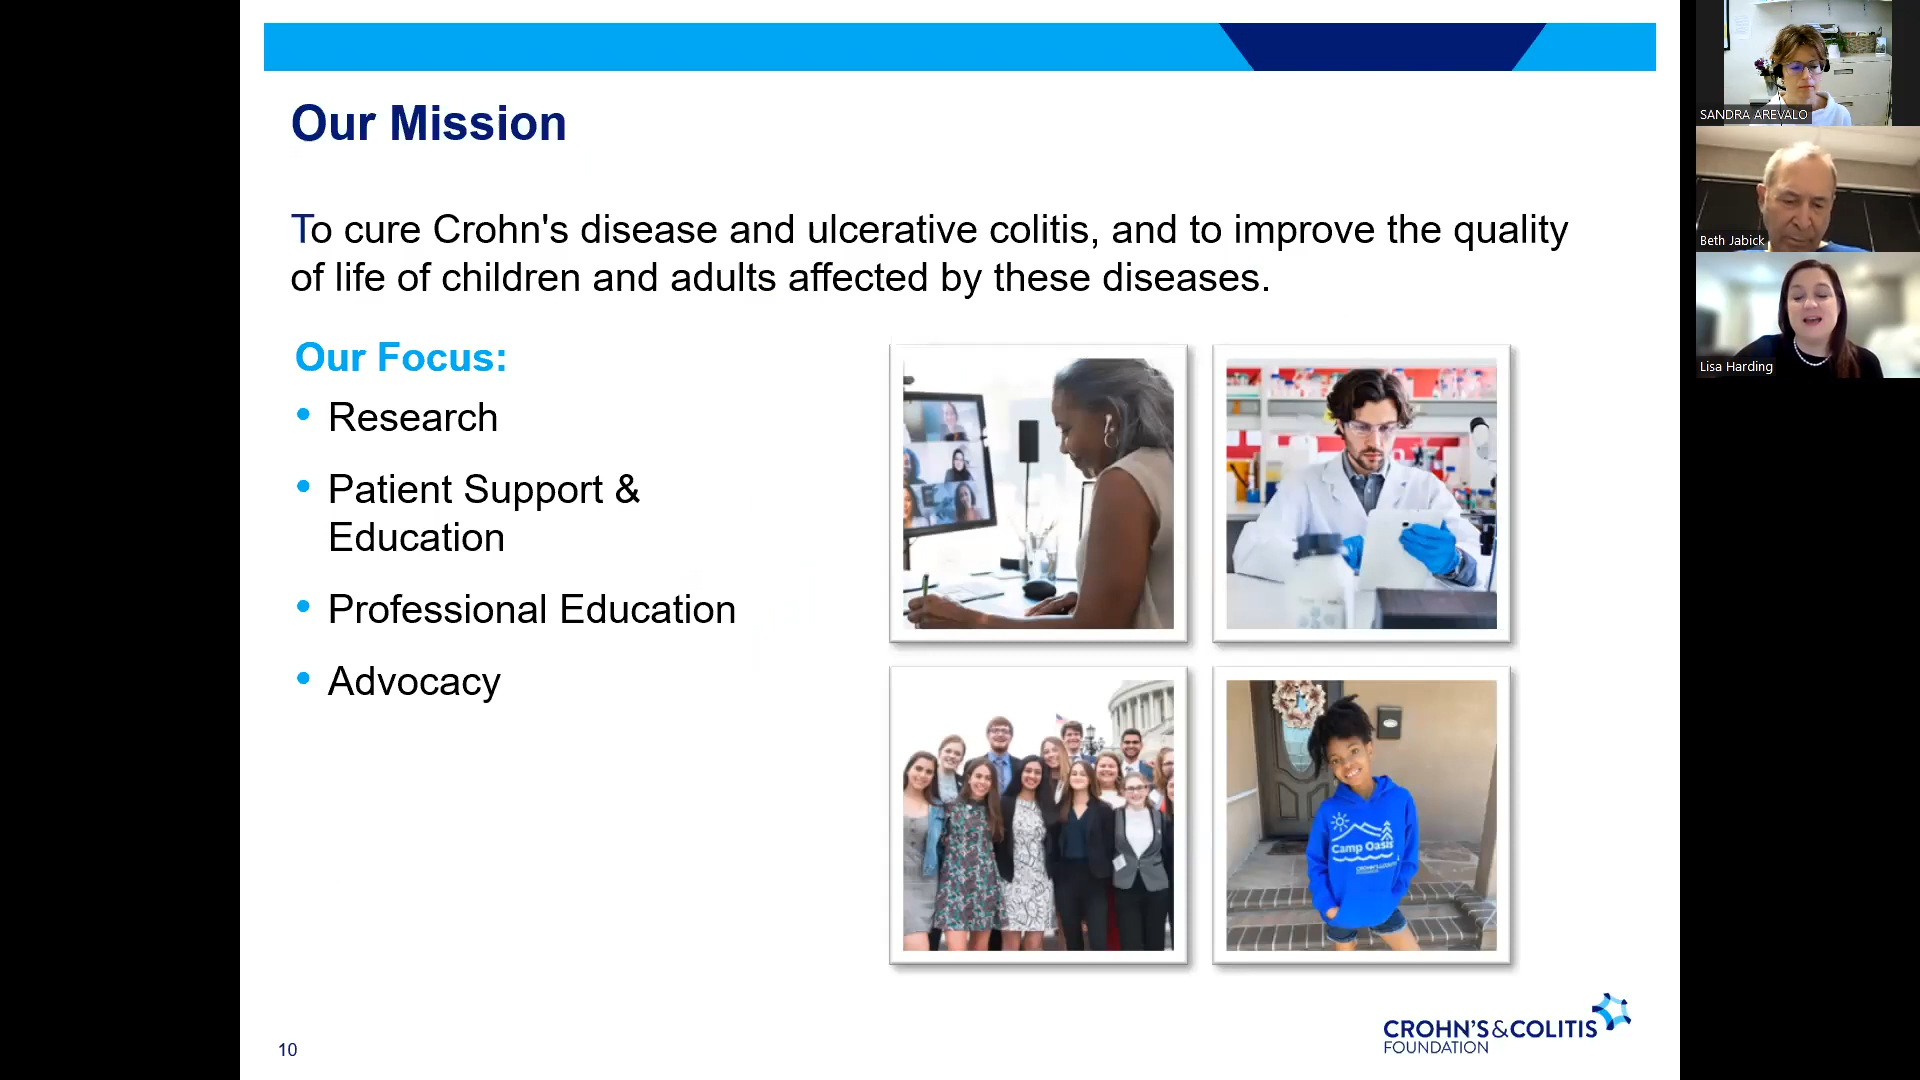 Our Mission
To cure Crohn's disease and ulcerative colitis, and to improve the quality
of life of children and adults affected by these diseases.
Our Focus:
• Research
• Patient Support &
Education
• Professional Education
• Advocacy
Camp Oasis
CROHN'S & COLITIS
FOUNDATION
10
SANDRA AREVALO
Beth Jabick
Lisa Harding